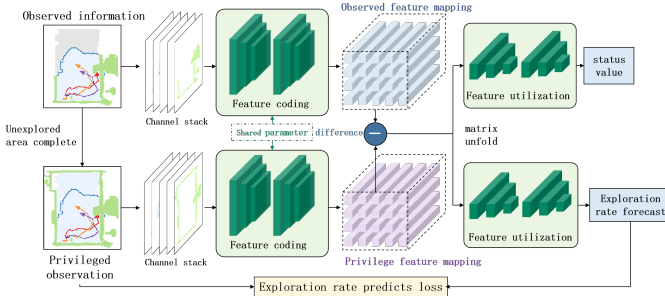 Observed information
Observed feature mapping
Channel stack
Feature coding
Feature utilization
status
value
Unexplored
area complete
Shared parameter
difference
matrix
unfold
Channel stack
Feature coding
Feature utilization
Exploration
rate forecast
Privileged
observation
Privilege feature mapping
Exploration rate predicts loss